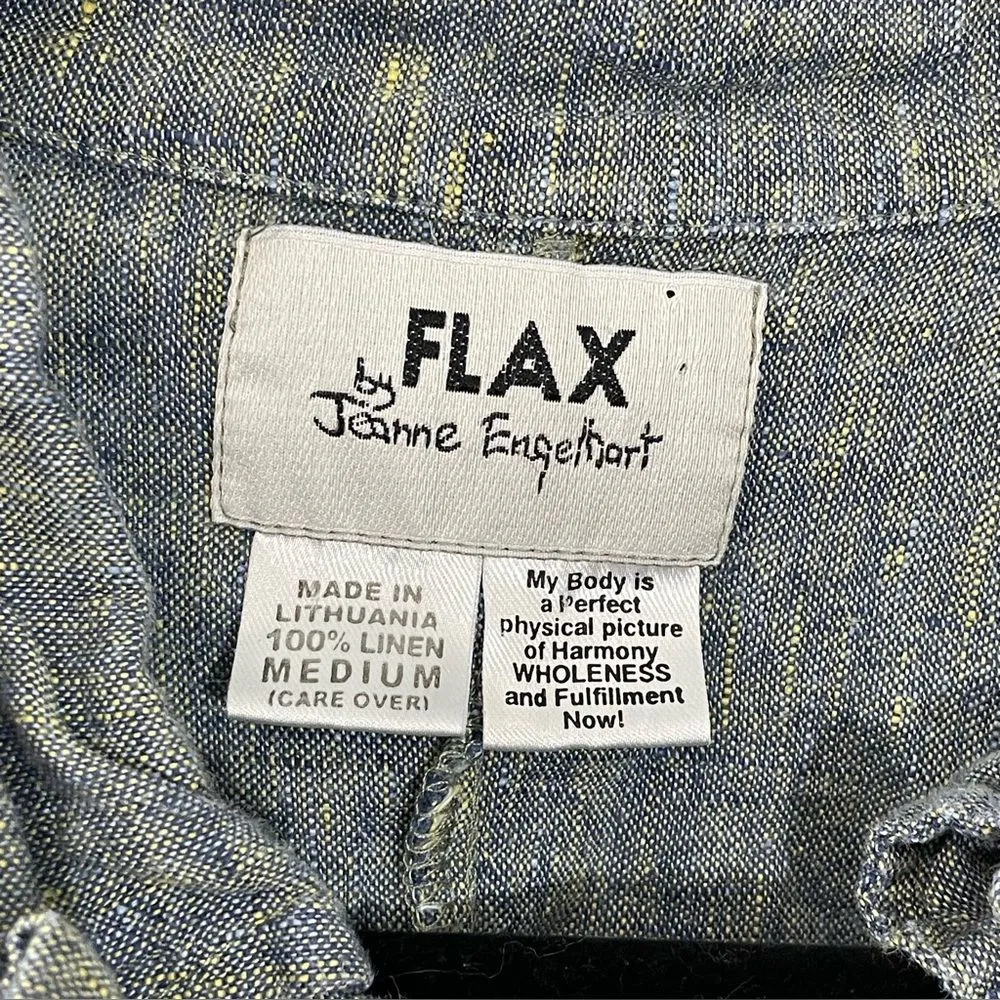 FLAX
by
Jeanne Engelhart
MADE IN
LITHUANIA
100% LINEN
MEDIUM
(CARE OVER)
My Body is
a Perfect
physical picture
of Harmony
WHOLENESS
and Fulfillment
Now!